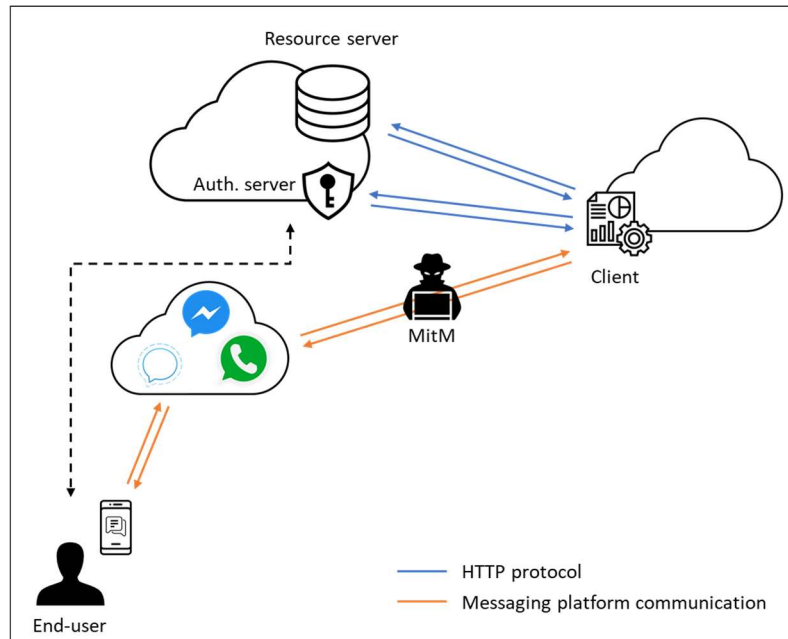 Resource server
Auth. server
Client
MitM
End-user
HTTP protocol
Messaging platform communication